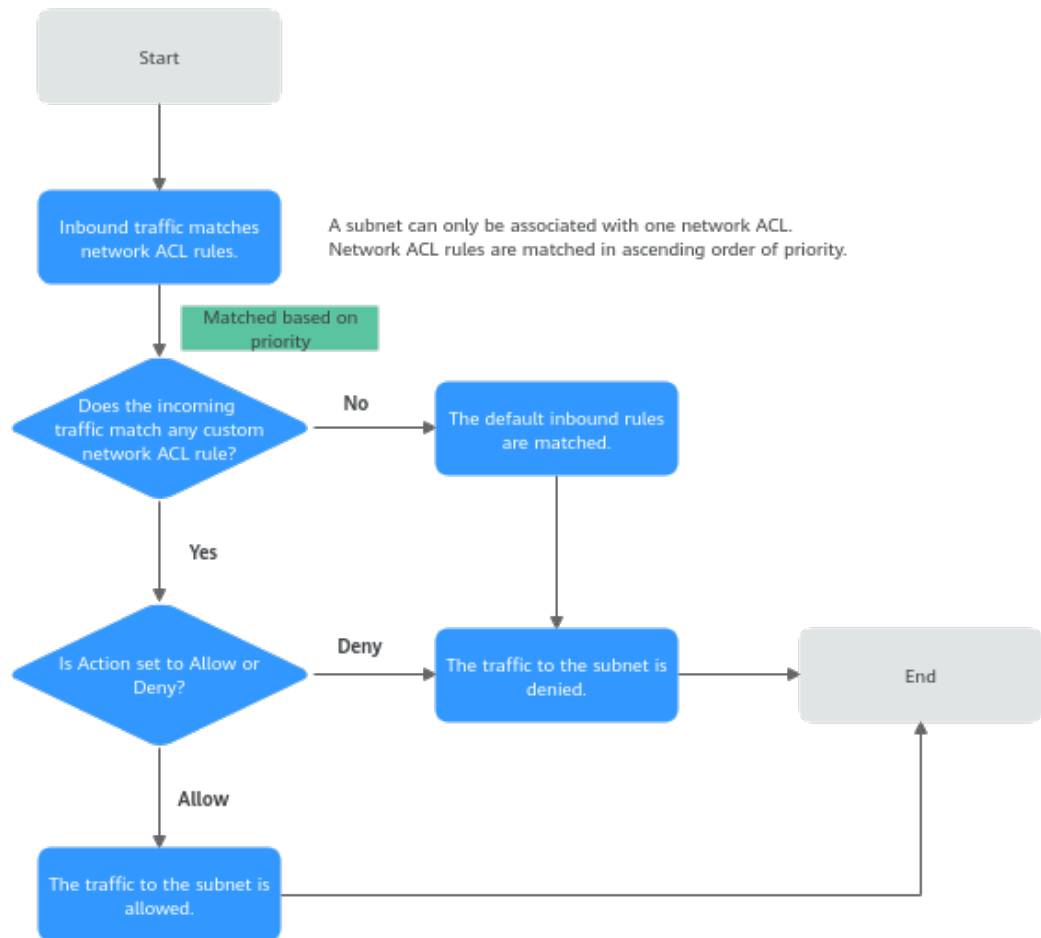 Start
Inbound traffic matches
network ACL rules.
A subnet can only be associated with one network ACL.
Network ACL rules are matched in ascending order of priority.
Matched based on
priority
Does the incoming
traffic match any custom
network ACL rule?
No
The default inbound rules
are matched.
Yes
Is Action set to Allow or
Deny?
Deny
The traffic to the subnet is
denied.
End
Allow
The traffic to the subnet is
allowed.